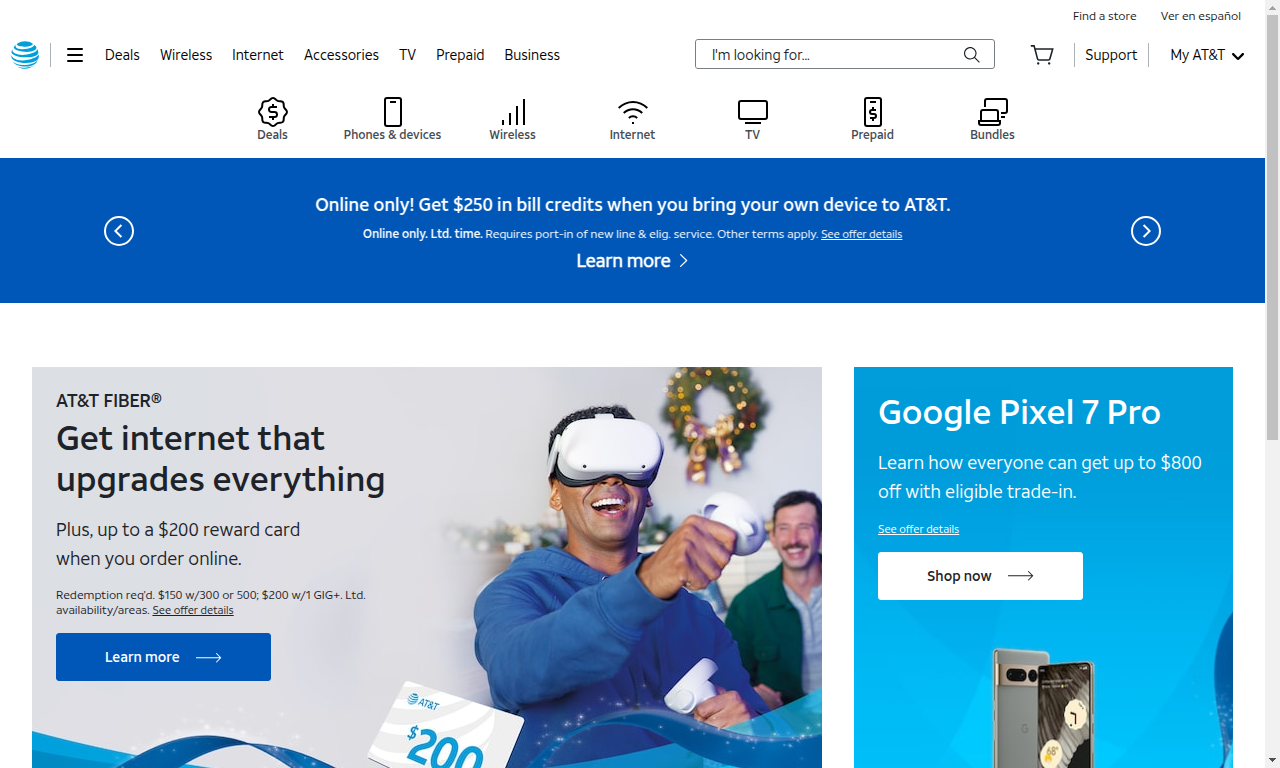 Find a store Ver en español
Deals Wireless Internet Accessories TV Prepaid Business I'm looking for... Support My AT&T
Deals Phones & devices Wireless Internet TV Prepaid Bundles
Online only! Get $250 in bill credits when you bring your own device to AT&T.
Online only. Ltd. time. Requires port-in of new line & elig. service. Other terms apply. See offer details
Learn more
AT&T FIBER®
Get internet that
upgrades everything
Plus, up to a $200 reward card
when you order online.
Redemption req'd. $150 w/300 or 500; $200 w/1 GIG+. Ltd.
availability/areas. See offer details
Learn more
AT&T
$200
Google Pixel 7 Pro
Learn how everyone can get up to $800
off with eligible trade-in.
See offer details
Shop now
68°